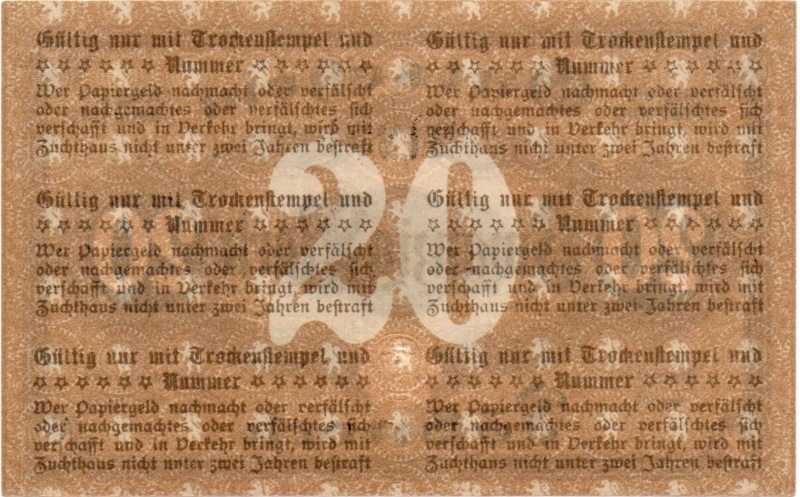 Gültig nur mit Trockenstempel und
☆☆☆☆☆☆ Nummer ☆☆☆☆☆☆
Wer Papiergeld nachmacht oder verfälscht
oder nachgemachtes oder verfälschtes sich
verschafft und in Verkehr bringt, wird mit
Zuchthaus nicht unter zwei Jahren bestraft
Gültig nur mit Trockenstempel und
☆☆☆☆☆☆ Nummer ☆☆☆☆☆☆
Wer Papiergeld nachmacht oder verfälscht
oder nachgemachtes oder verfälschtes sich
verschafft und in Verkehr bringt, wird mit
Zuchthaus nicht unter zwei Jahren bestraft
20
Gültig nur mit Trockenstempel und
☆☆☆☆☆☆ Nummer ☆☆☆☆☆☆
Wer Papiergeld nachmacht oder verfälscht
oder nachgemachtes oder verfälschtes sich
verschafft und in Verkehr bringt, wird mit
Zuchthaus nicht unter zwei Jahren bestraft
Gültig nur mit Trockenstempel und
☆☆☆☆☆☆ Nummer ☆☆☆☆☆☆
Wer Papiergeld nachmacht oder verfälscht
oder nachgemachtes oder verfälschtes sich
verschafft und in Verkehr bringt, wird mit
Zuchthaus nicht unter zwei Jahren bestraft
Gültig nur mit Trockenstempel und
☆☆☆☆☆☆ Nummer ☆☆☆☆☆☆
Wer Papiergeld nachmacht oder verfälscht
oder nachgemachtes oder verfälschtes sich
verschafft und in Verkehr bringt, wird mit
Zuchthaus nicht unter zwei Jahren bestraft
Gültig nur mit Trockenstempel und
☆☆☆☆☆☆ Nummer ☆☆☆☆☆☆
Wer Papiergeld nachmacht oder verfälscht
oder nachgemachtes oder verfälschtes sich
verschafft und in Verkehr bringt, wird mit
Zuchthaus nicht unter zwei Jahren bestraft